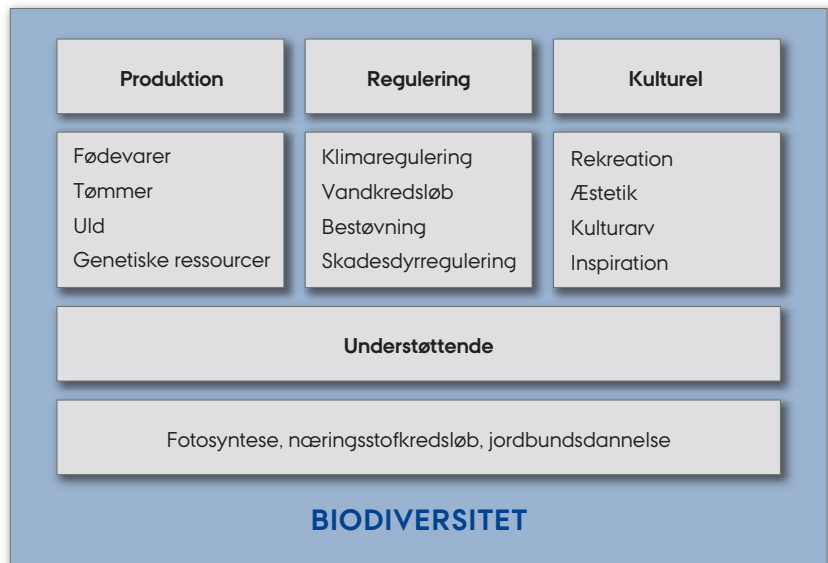 Produktion
Regulering
Kulturel
Fødevarer
Tømmer
Uld
Genetiske ressourcer
Klimaregulering
Vandkredsløb
Bestøvning
Skadesdyrregulering
Rekreation
Æstetik
Kulturarv
Inspiration
Understøttende
Fotosyntese, næringsstofkredsløb, jordbundsdannelse
BIODIVERSITET